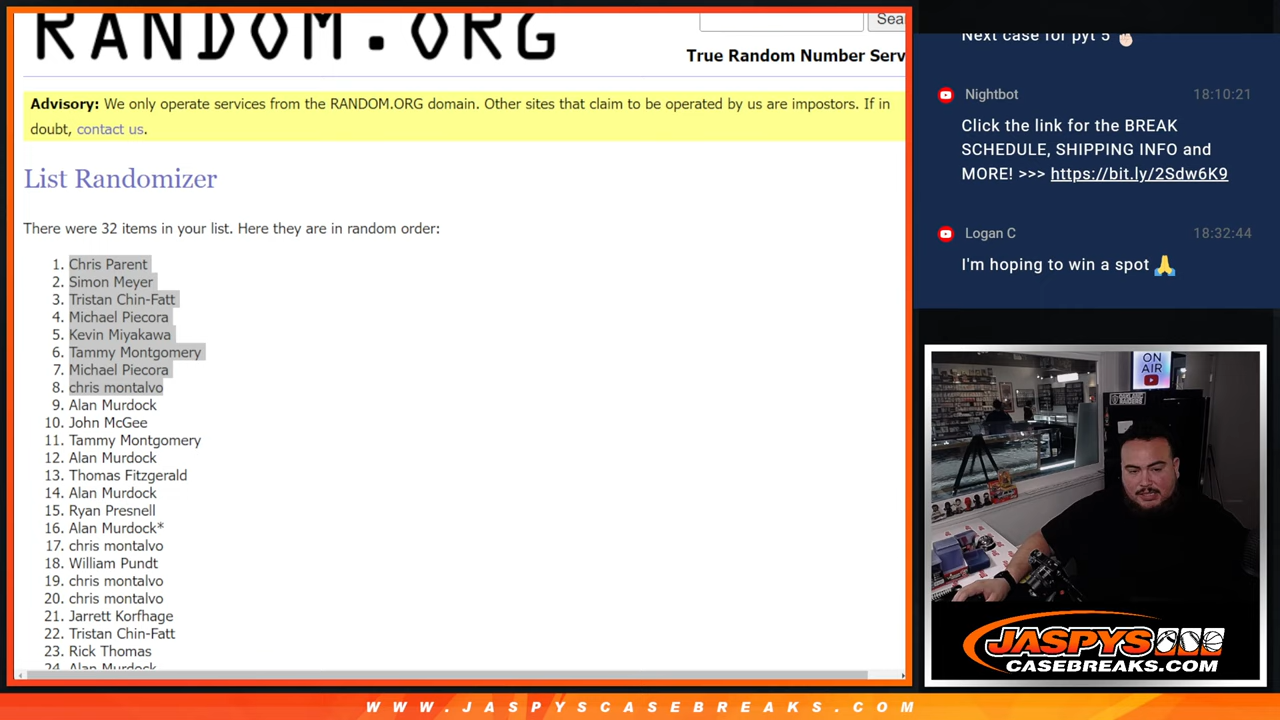 RANDOM.ORG
Sea
True Random Number Serv
Advisory: We only operate services from the RANDOM.ORG domain. Other sites that claim to be operated by us are impostors. If in
doubt, contact us.
List Randomizer
There were 32 items in your list. Here they are in random order:
1. Chris Parent
2. Simon Meyer
3. Tristan Chin-Fatt
4. Michael Piecora
5. Kevin Miyakawa
6. Tammy Montgomery
7. Michael Piecora
8. chris montalvo
9. Alan Murdock
10. John McGee
11. Tammy Montgomery
12. Alan Murdock
13. Thomas Fitzgerald
14. Alan Murdock
15. Ryan Presnell
16. Alan Murdock*
17. chris montalvo
18. William Pundt
19. chris montalvo
20. chris montalvo
21. Jarrett Korfhage
22. Tristan Chin-Fatt
23. Rick Thomas
24. Alan Murdock
Next case for pyt 5
Nightbot 18:10:21
Click the link for the BREAK
SCHEDULE, SHIPPING INFO and
MORE! >>> https://bit.ly/2Sdw6K9
Logan C 18:32:44
I'm hoping to win a spot 🙏
ON
AIR
JASPYS
CASEBREAKS.COM
WWW.JASPYSCASEBREAKS.COM